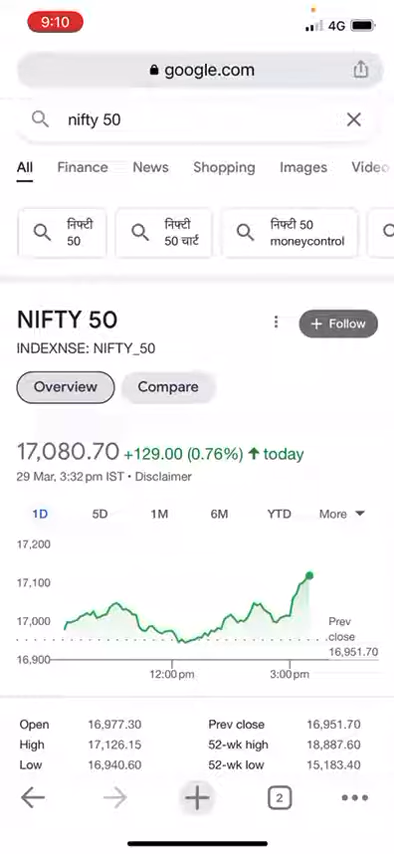 9:10
4G
google.com
nifty 50
All Finance News Shopping Images Video
निफ्टी
50
निफ्टी
50 चार्ट
निफ्टी 50
moneycontrol
NIFTY 50
Follow
INDEXNSE: NIFTY_50
Overview Compare
17,080.70 +129.00 (0.76%) ↑ today
29 Mar, 3:32 pm IST • Disclaimer
1D 5D 1M 6M YTD More
17,200
17,100
17,000
16,900
Prev
close
16,951.70
12:00 pm 3:00 pm
Open 16,977.30 Prev close 16,951.70
High 17,126.15 52-wk high 18,887.60
Low 16,940.60 52-wk low 15,183.40
2